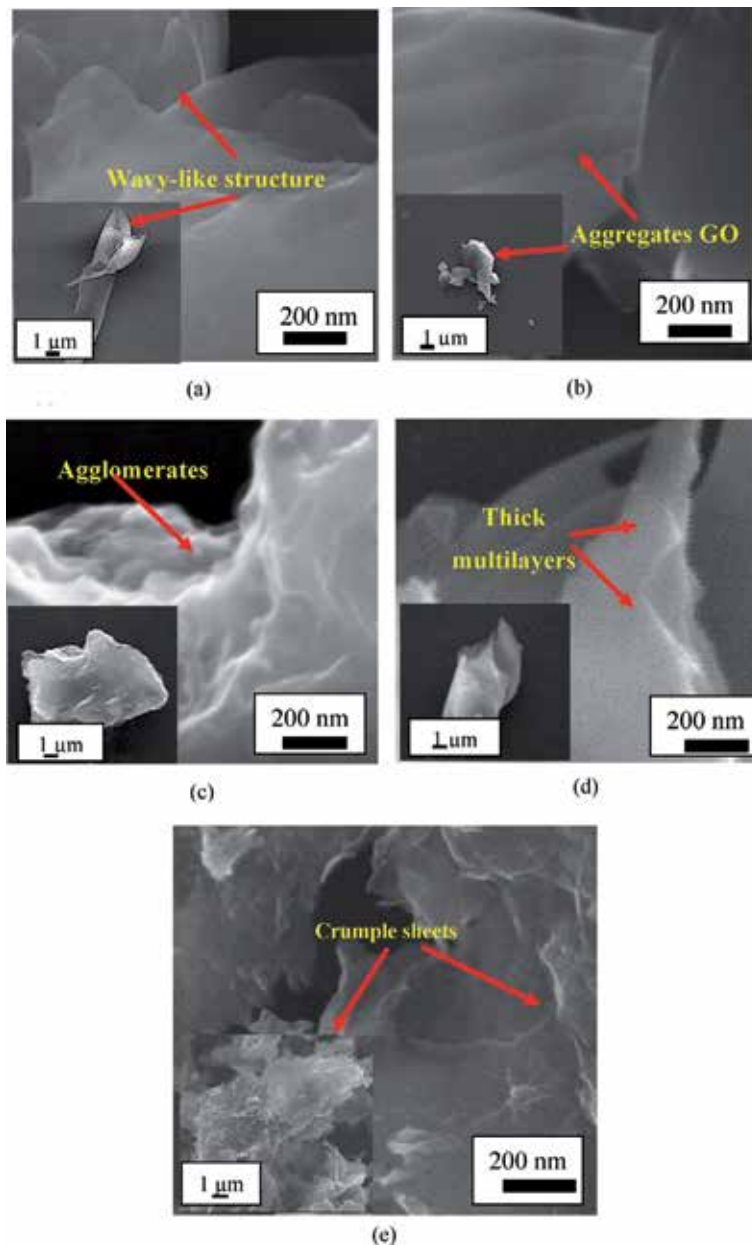 Wavy-like structure
1 μm
200 nm
(a)
Aggregates GO
1 μm
200 nm
(b)
Agglomerates
1 μm
200 nm
(c)
Thick
multilayers
1 μm
200 nm
(d)
Crumple sheets
1 μm
200 nm
(e)